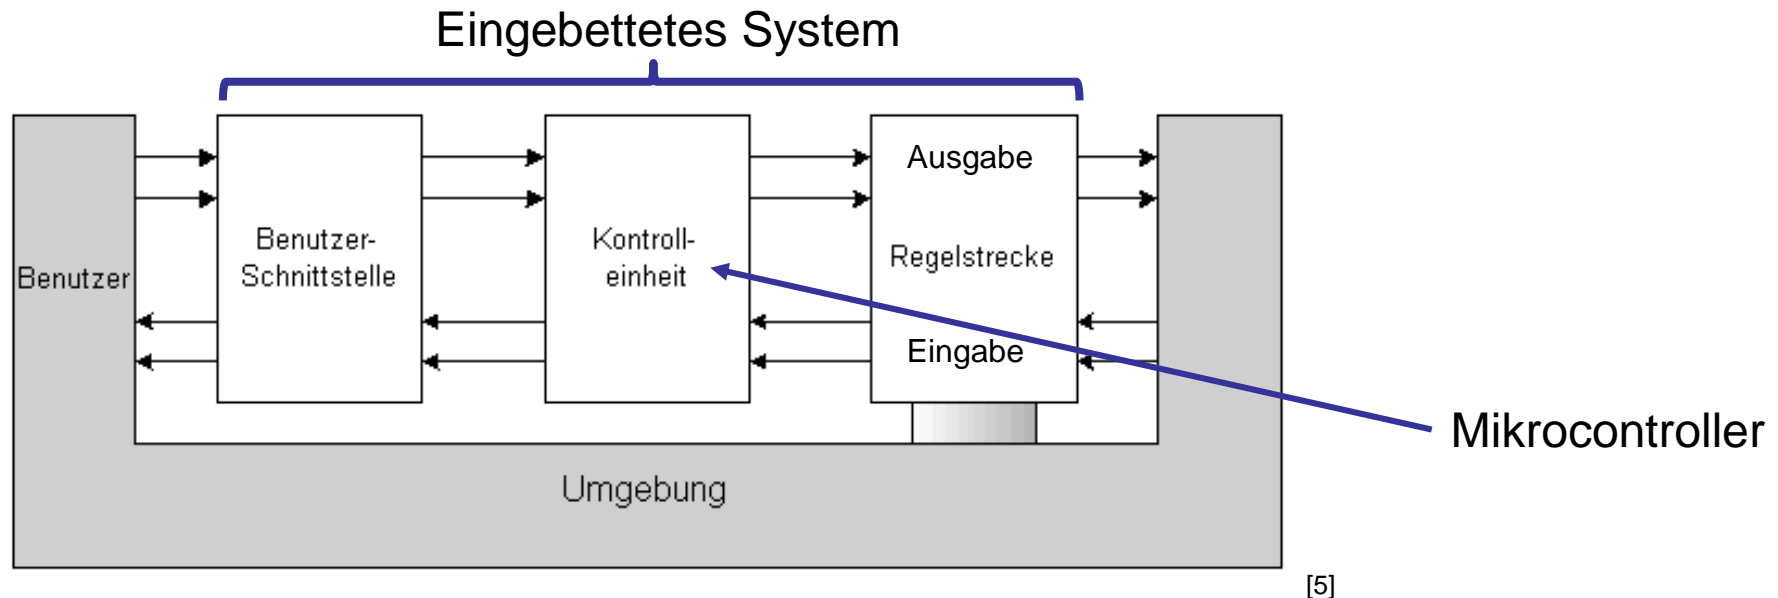 Eingebettetes System
Benutzer
Benutzer-
Schnittstelle
Kontroll-
einheit
Ausgabe
Regelstrecke
Eingabe
Mikrocontroller
Umgebung
[5]